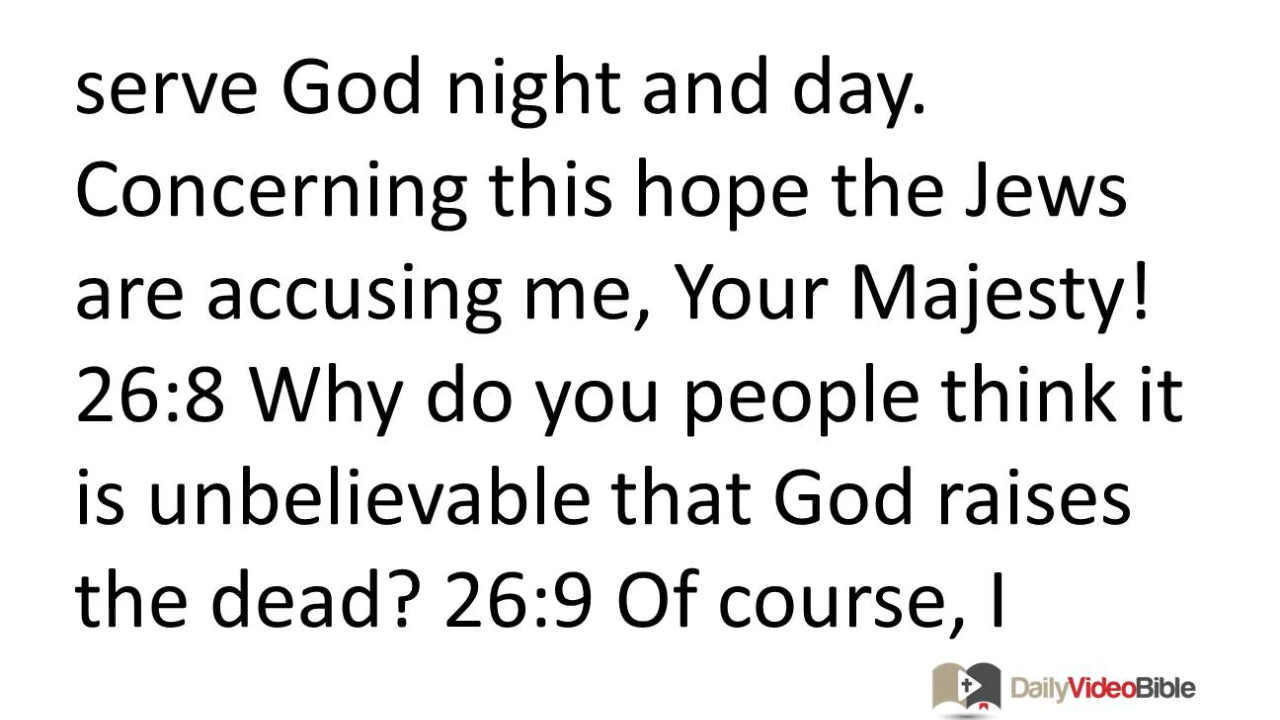 serve God night and day.
Concerning this hope the Jews
are accusing me, Your Majesty!
26:8 Why do you people think it
is unbelievable that God raises
the dead? 26:9 Of course, I
DailyVideoBible